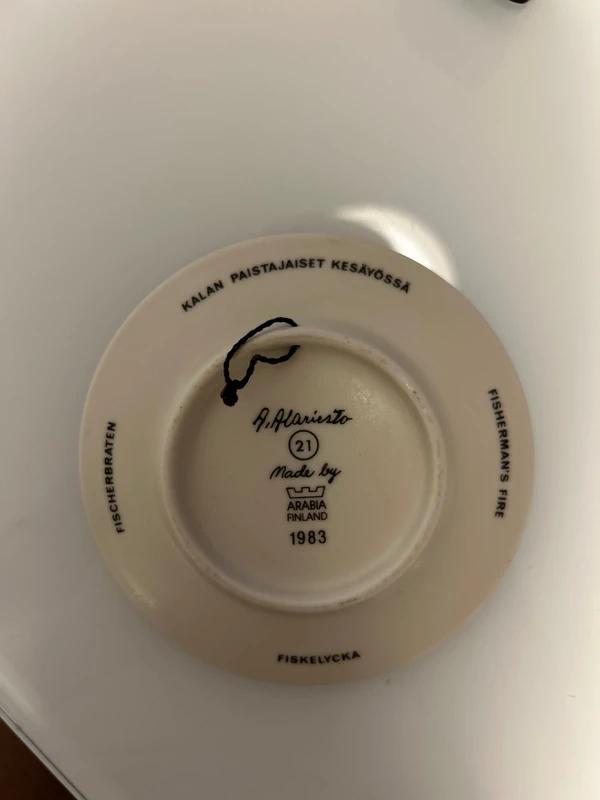 KALAN PAISTAJAISET KESÄYÖSSÄ
FISHERMAN'S FIRE
FISKELYCKA
FISCHERBRATEN
A. Alariesto
21
Made by
ARABIA
FINLAND
1983